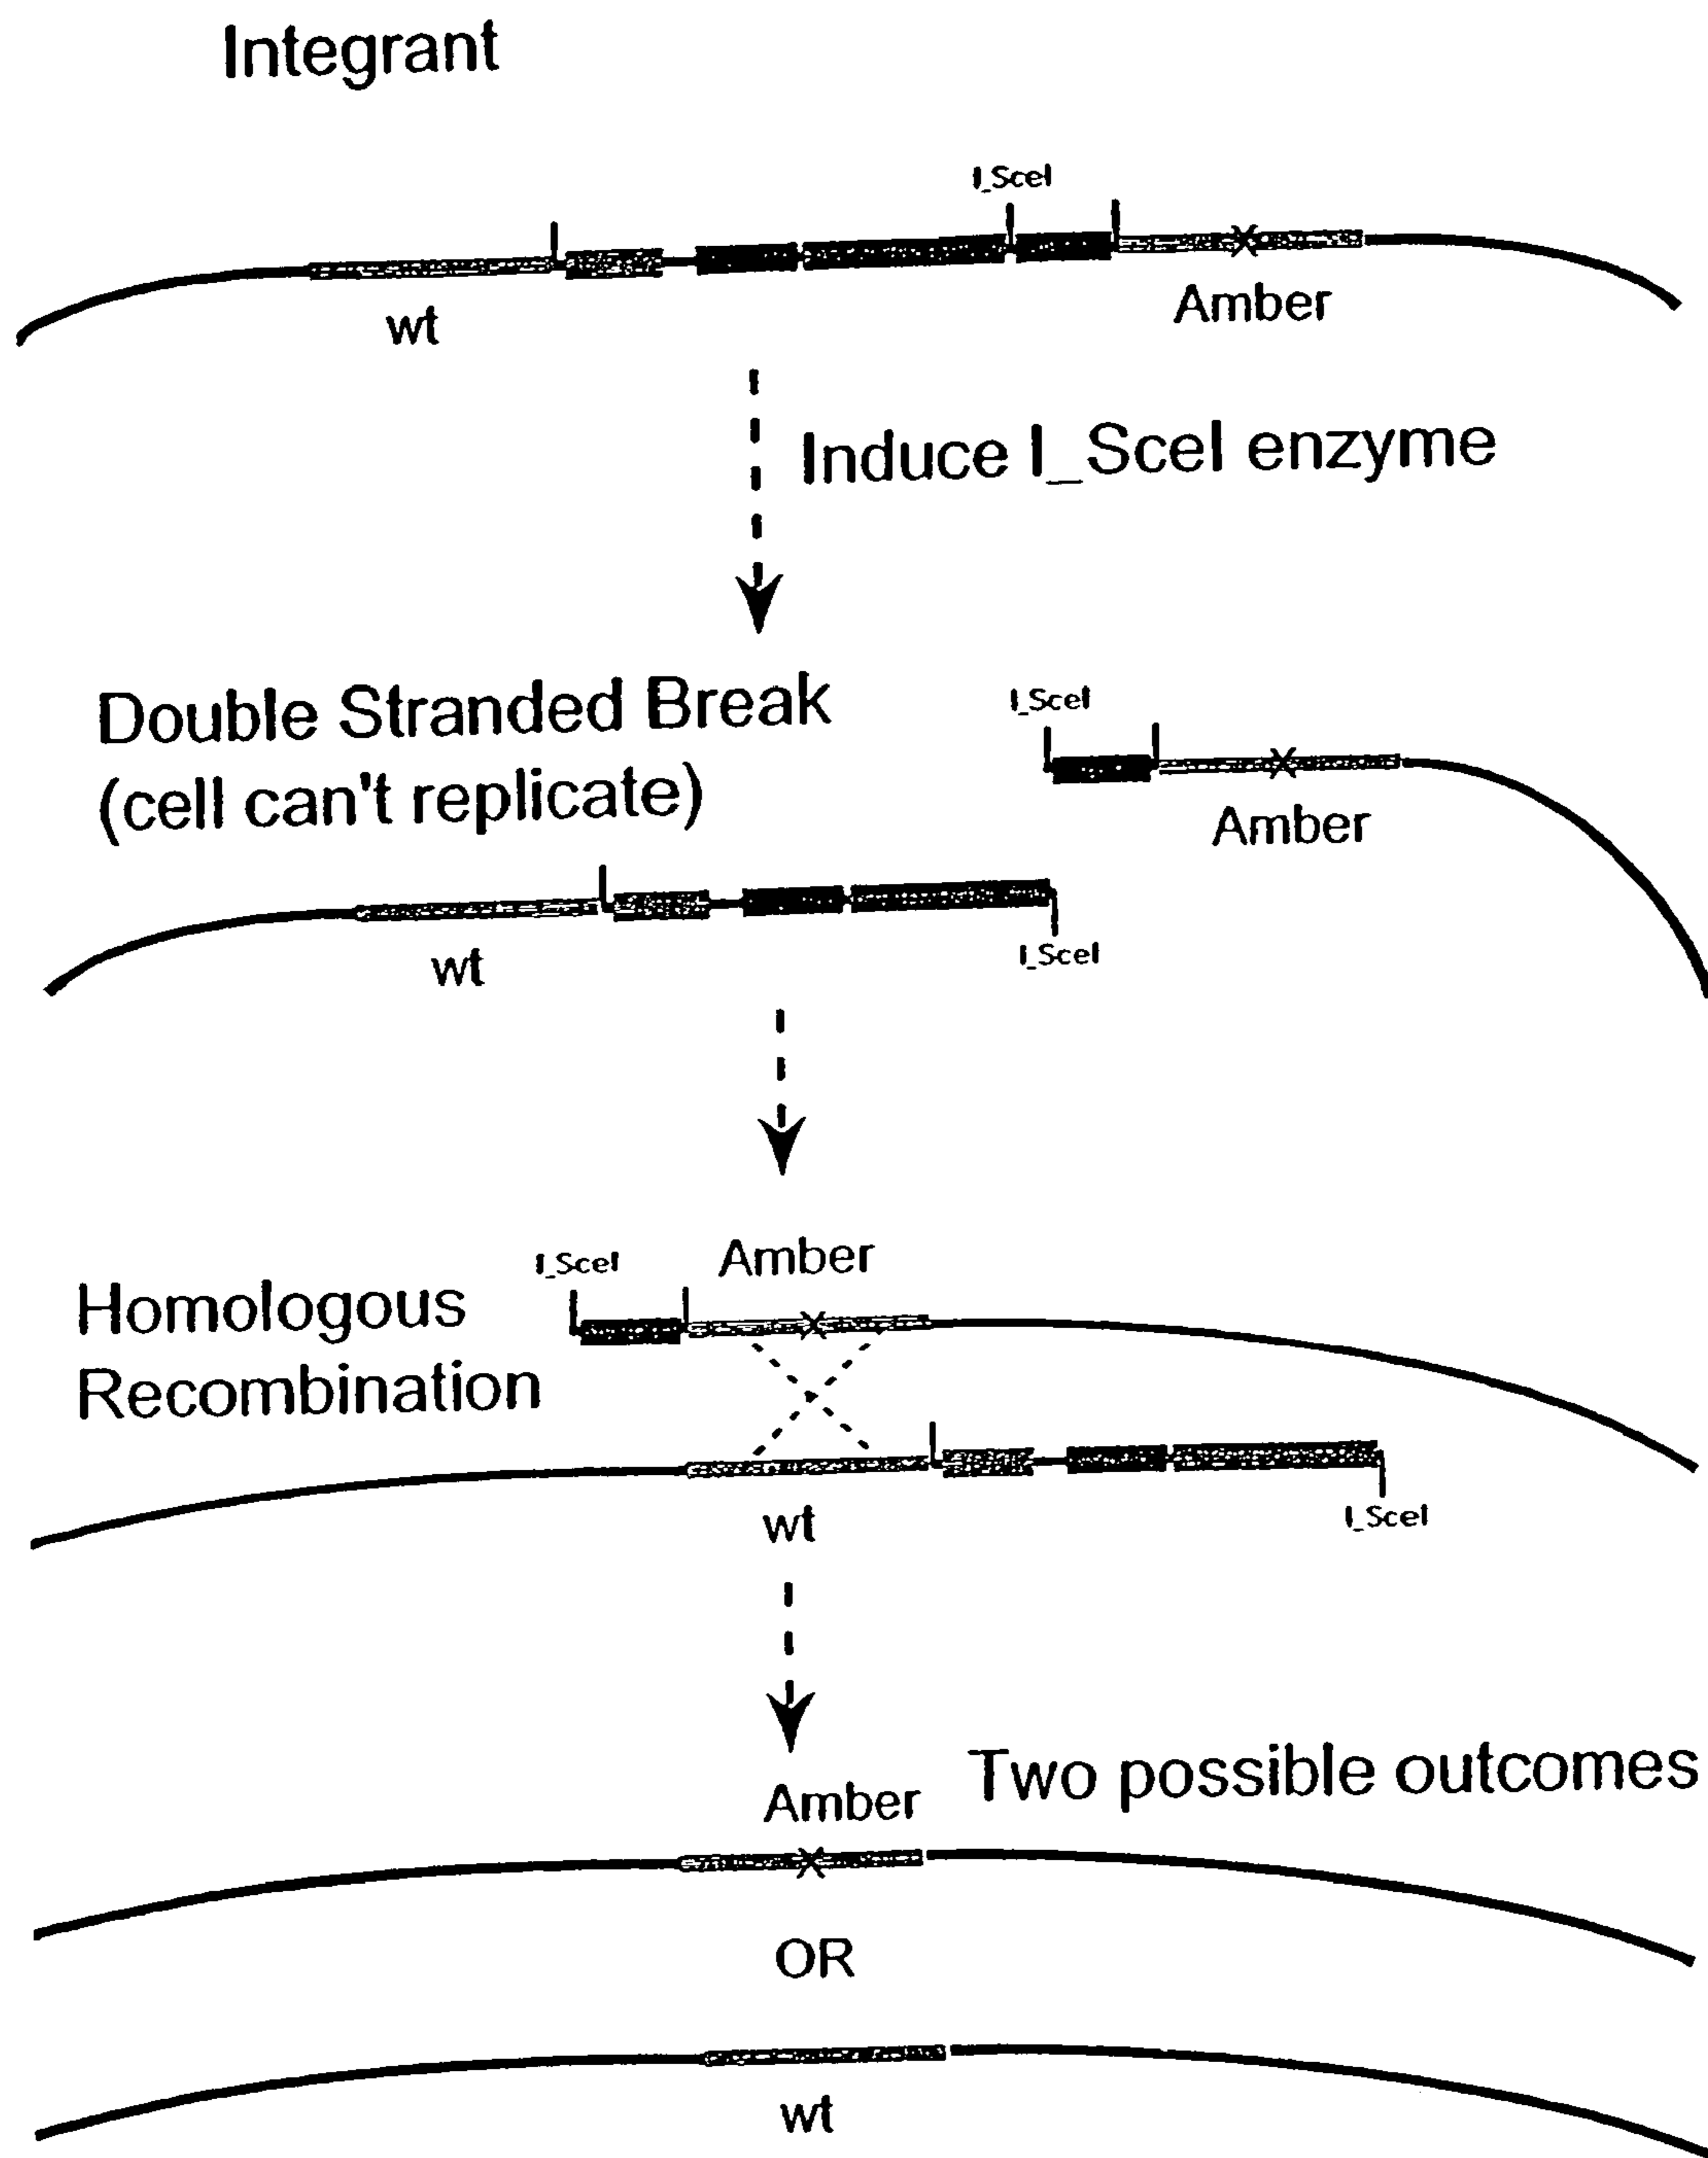 Integrant
I_SceI
wt
Amber
Induce I_SceI enzyme
Double Stranded Break
(cell can't replicate)
I_SceI
Amber
wt
I_SceI
Amber
I_SceI
Homologous
Recombination
wt
I_SceI
Two possible outcomes
Amber
OR
wt